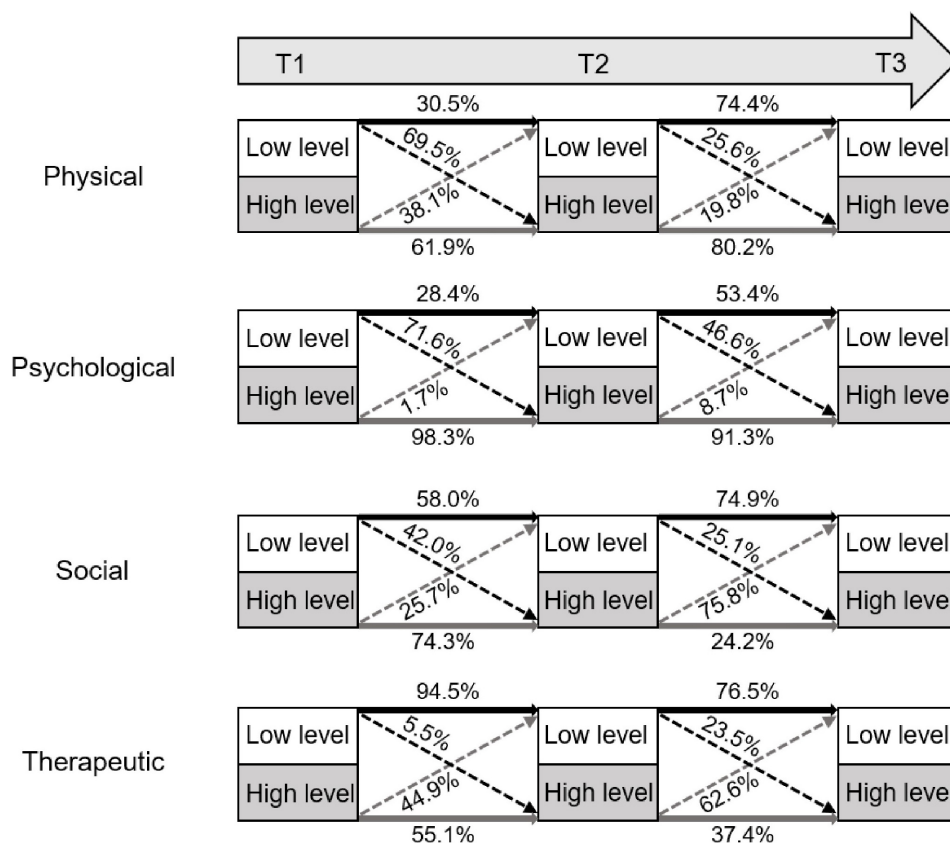 T1 T2 T3
30.5% 74.4%
Low level 69.5% Low level 25.6% Low level
Physical
High level 38.1% High level 19.8% High level
61.9% 80.2%
28.4% 53.4%
Low level 71.6% Low level 46.6% Low level
Psychological
High level 1.7% High level 8.7% High level
98.3% 91.3%
58.0% 74.9%
Low level 42.0% Low level 25.1% Low level
Social
High level 25.7% High level 75.8% High level
74.3% 24.2%
94.5% 76.5%
Low level 5.5% Low level 23.5% Low level
Therapeutic
High level 44.9% High level 62.6% High level
55.1% 37.4%